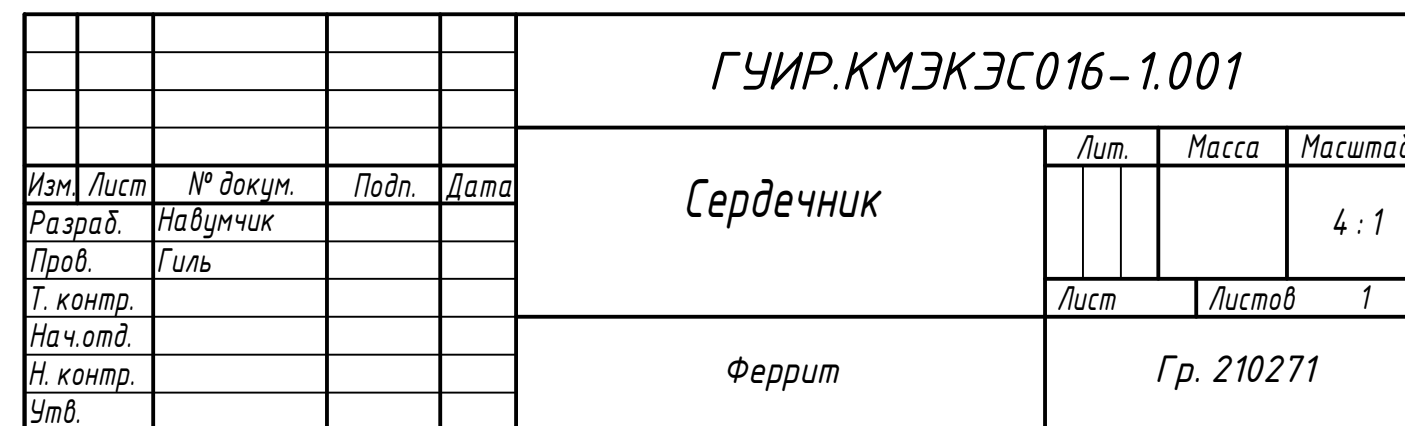 ГУИР.КМЭКЭС016-1.001
Лит. Масса Масштаб
Изм. Лист № докум. Подп. Дата
Сердечник
Разраб. Навумчик
4 : 1
Пров. Гиль
Т. контр.
Лист Листов 1
Нач.отд.
Н. контр.
Феррит
Гр. 210271
Утв.